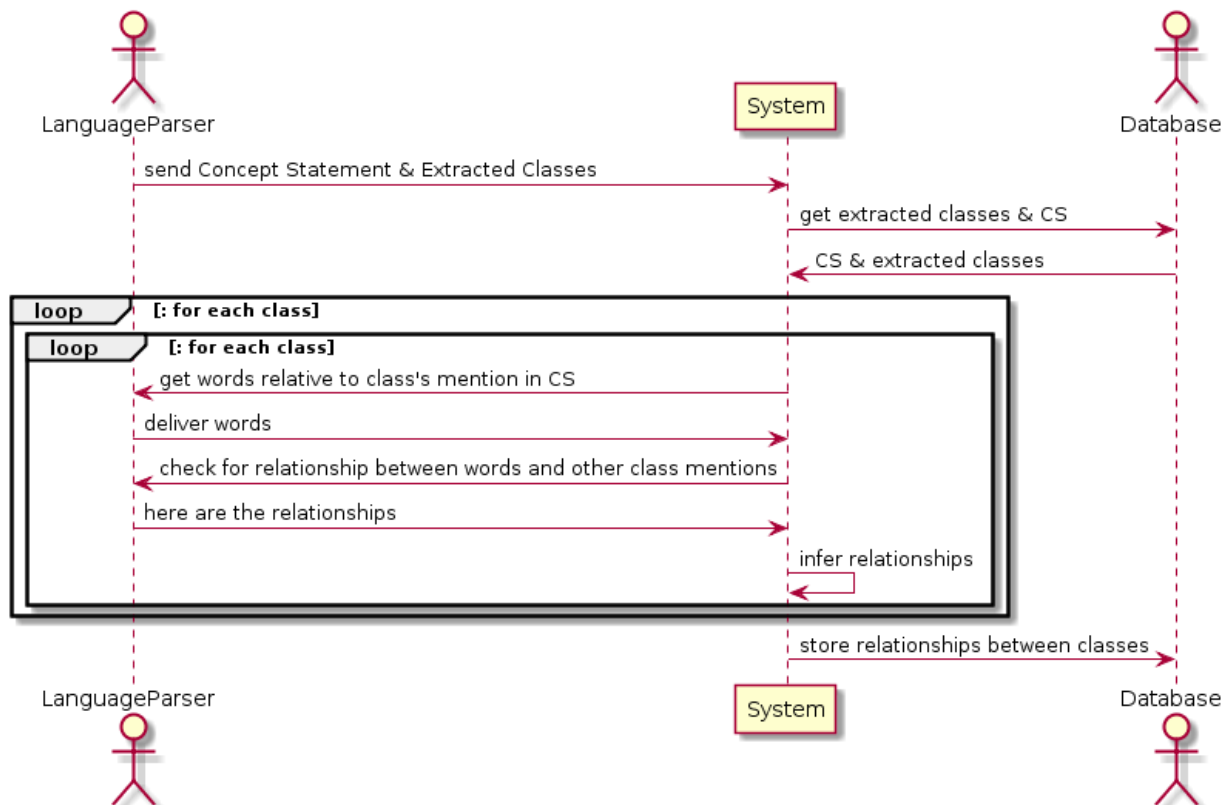 LanguageParser
System
Database
send Concept Statement & Extracted Classes
get extracted classes & CS
CS & extracted classes
loop [: for each class]
loop [: for each class]
get words relative to class's mention in CS
deliver words
check for relationship between words and other class mentions
here are the relationships
infer relationships
store relationships between classes
LanguageParser
System
Database